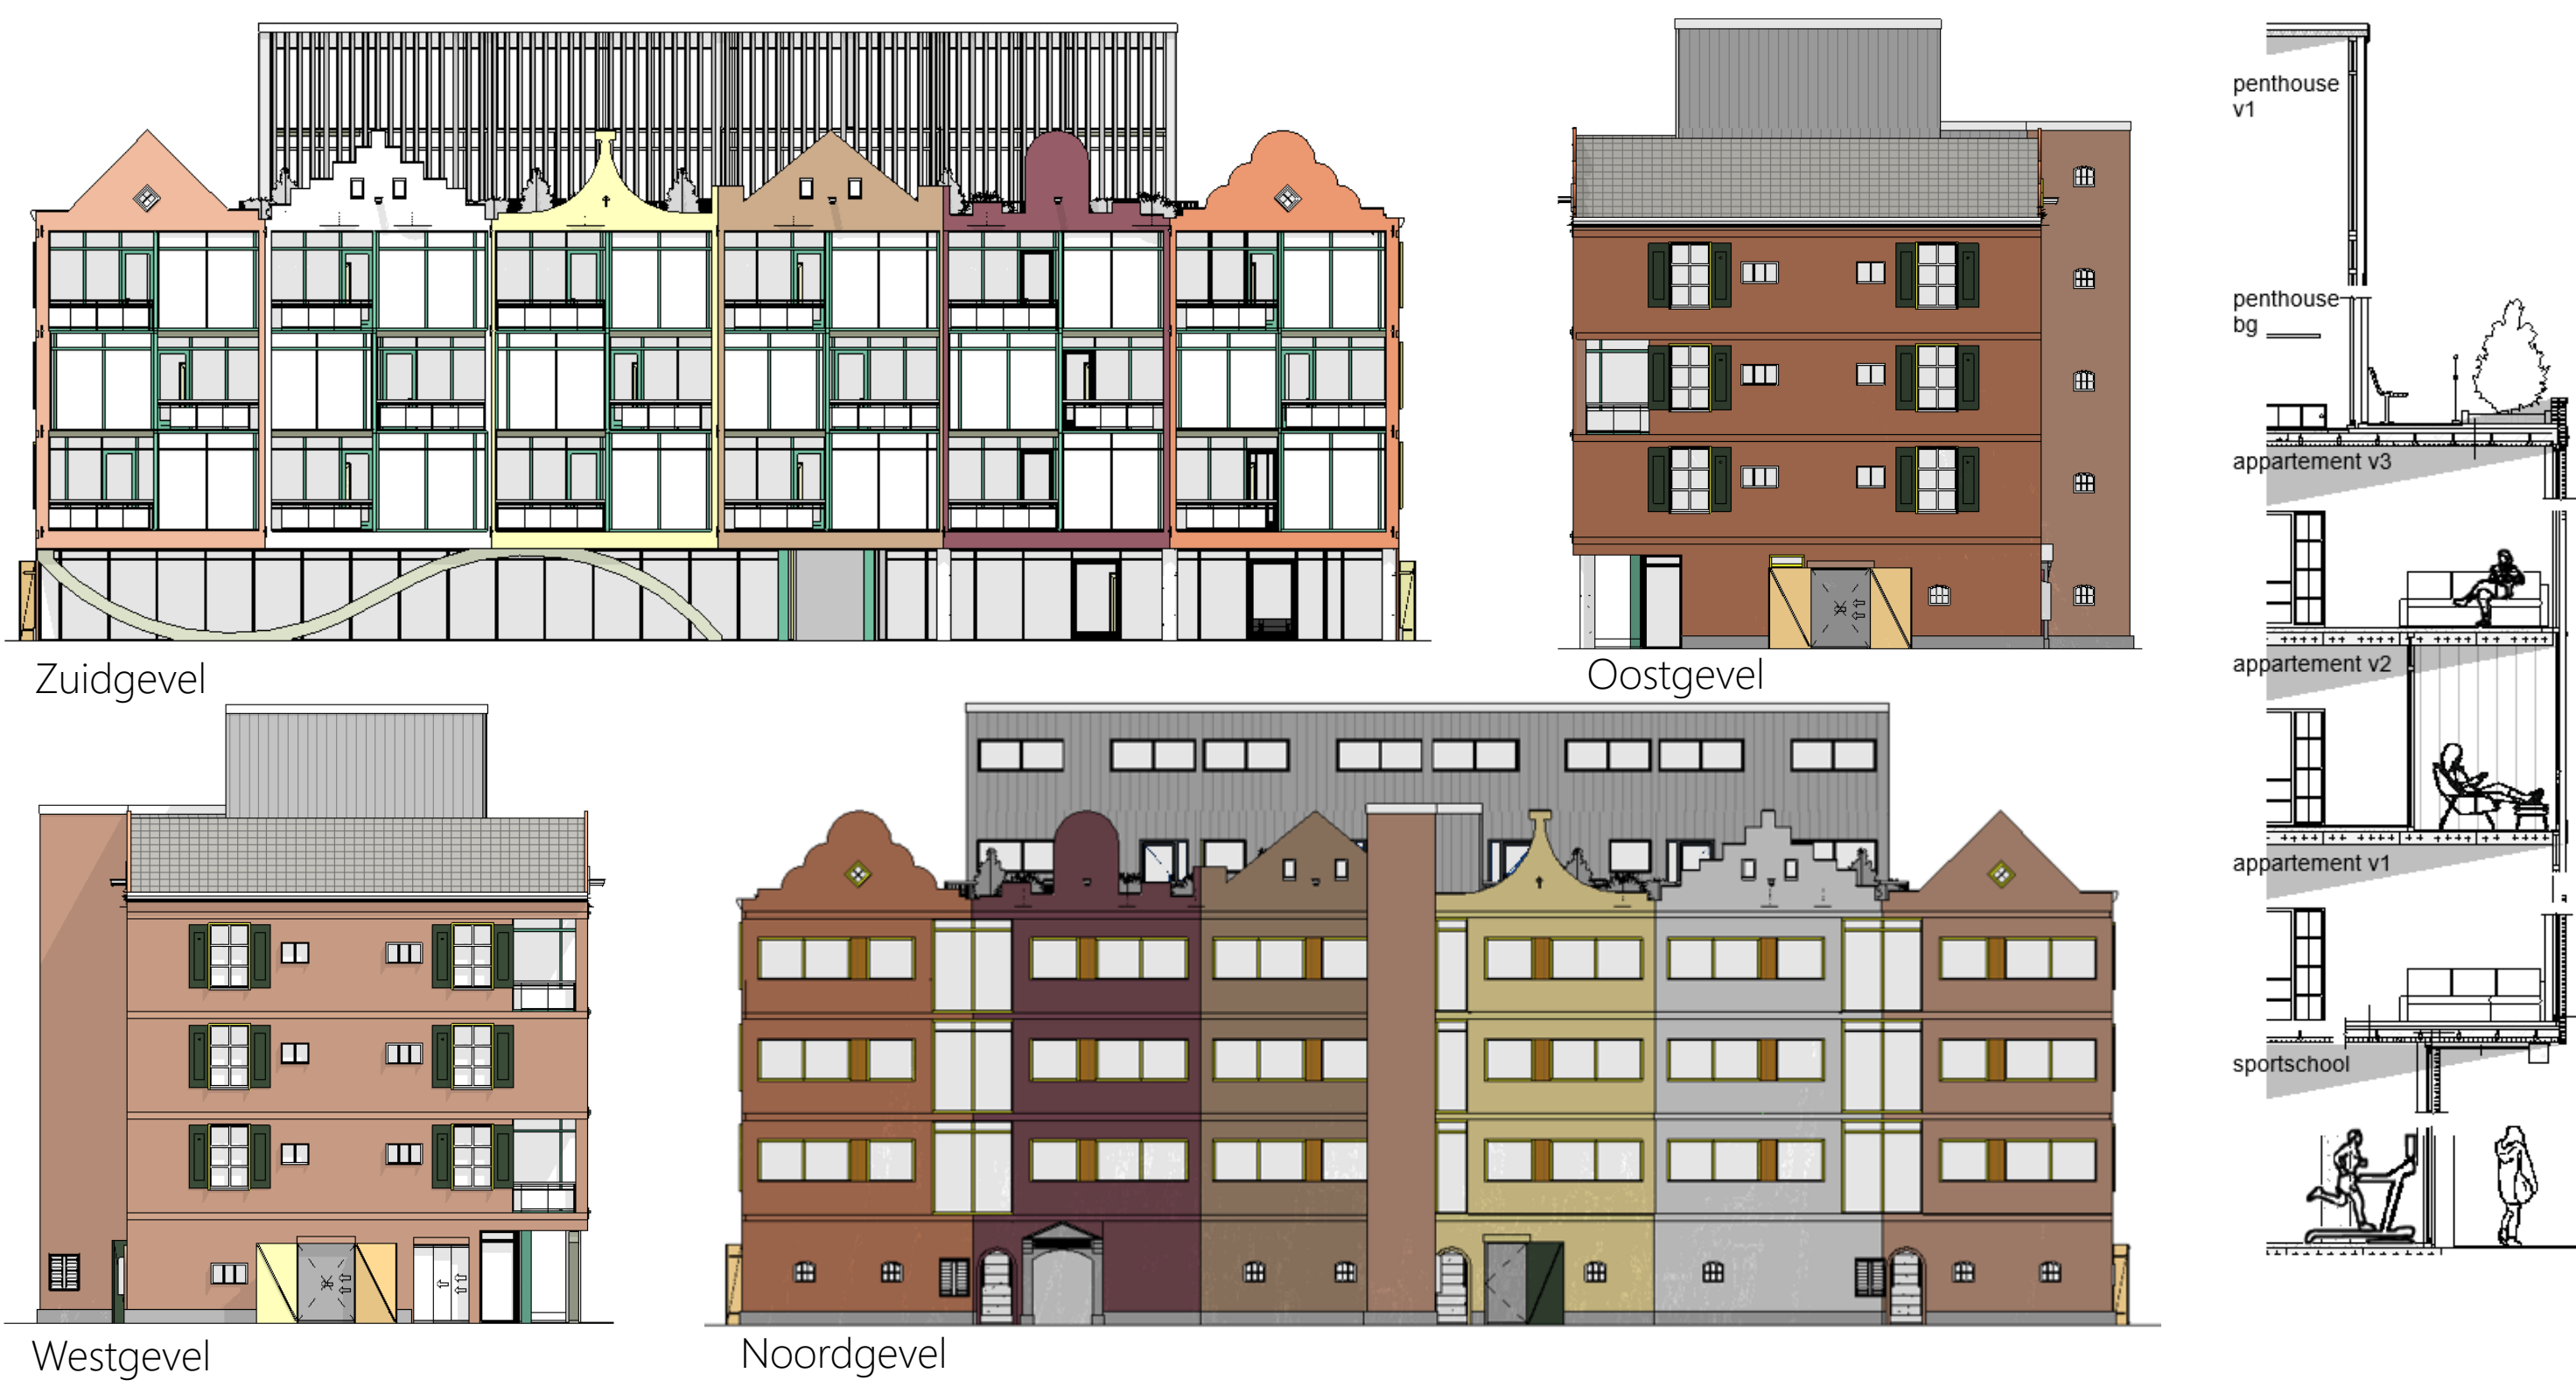 Zuidgevel
Oostgevel
Westgevel
Noordgevel
penthouse
v1
penthouse
bg
appartement v3
appartement v2
appartement v1
sportschool